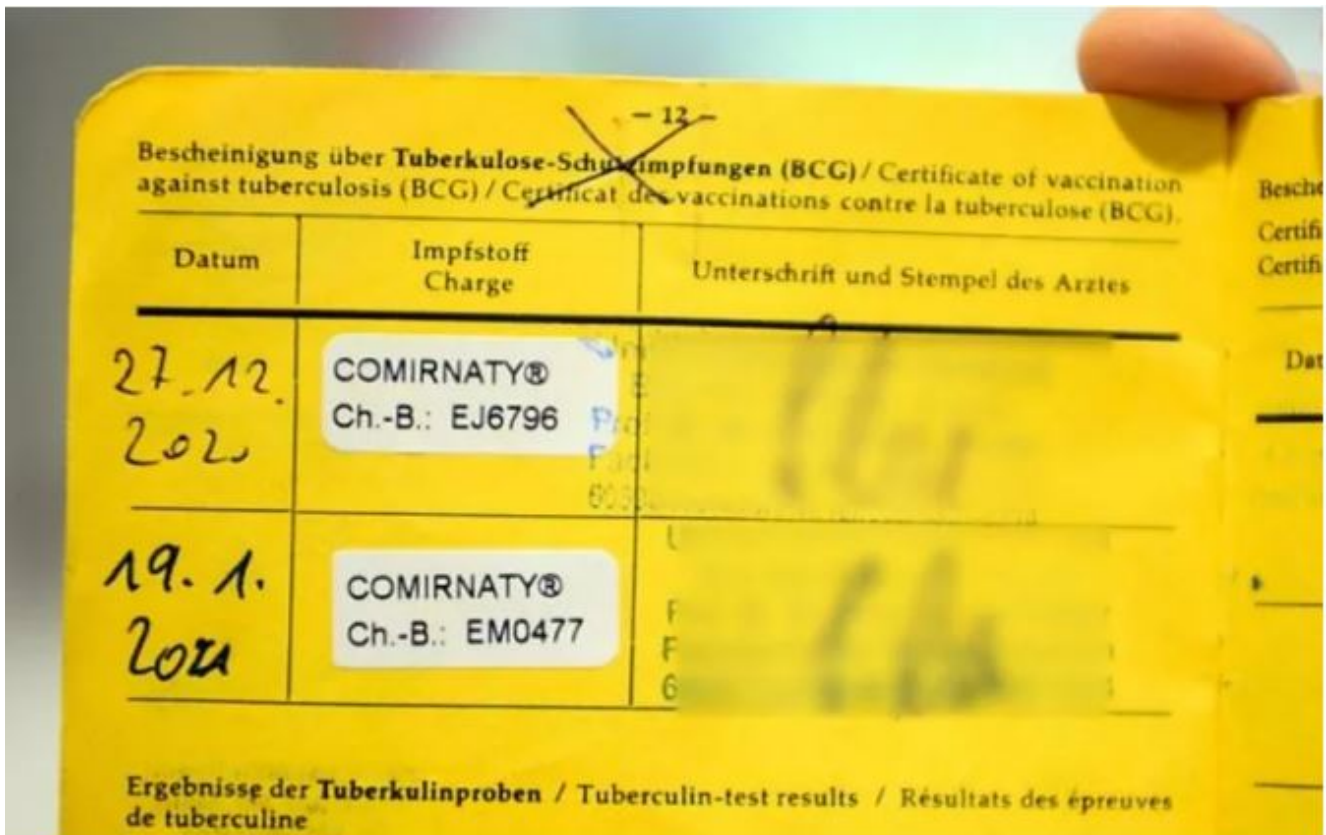 – 12 –
Bescheinigung über Tuberkulose-Schutzimpfungen (BCG) / Certificate of vaccination
against tuberculosis (BCG) / Certificat des vaccinations contre la tuberculose (BCG).
Datum
Impfstoff
Charge
Unterschrift und Stempel des Arztes
27.12.
2020
COMIRNATY®
Ch.-B.: EJ6796
19.1.
2021
COMIRNATY®
Ch.-B.: EM0477
Ergebnisse der Tuberkulinproben / Tuberculin-test results / Résultats des épreuves
de tuberculine